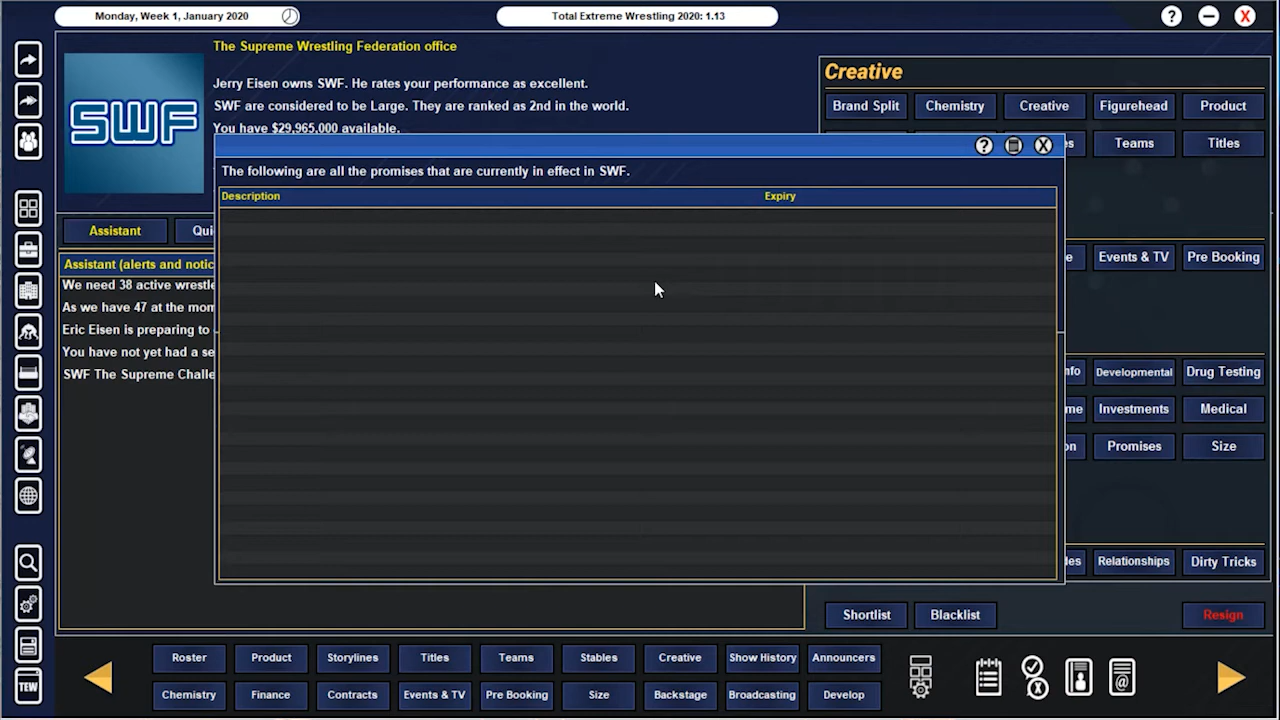 Monday, Week 1, January 2020
Total Extreme Wrestling 2020: 1.13
? X
SWF
The Supreme Wrestling Federation office
Jerry Eisen owns SWF. He rates your performance as excellent.
SWF are considered to be Large. They are ranked as 2nd in the world.
You have $29,965,000 available.
Creative
Brand Split Chemistry Creative Figurehead Product
Teams Titles
? X
The following are all the promises that are currently in effect in SWF.
Description Expiry
Assistant
Assistant (alerts and notic
We need 38 active wrestle
As we have 47 at the mom
Eric Eisen is preparing to
You have not yet had a se
SWF The Supreme Challe
Events & TV Pre Booking
Developmental Drug Testing
Investments Medical
Promises Size
Relationships Dirty Tricks
Shortlist Blacklist Resign
Roster Product Storylines Titles Teams Stables Creative Show History Announcers
Chemistry Finance Contracts Events & TV Pre Booking Size Backstage Broadcasting Develop
TEW